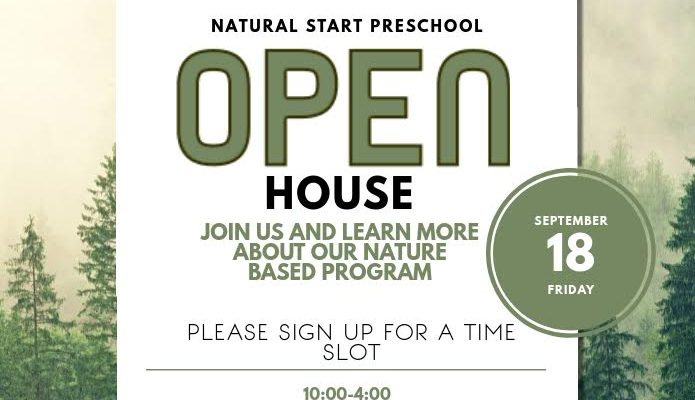 NATURAL START PRESCHOOL
OPEN
HOUSE
JOIN US AND LEARN MORE
ABOUT OUR NATURE
BASED PROGRAM
SEPTEMBER
18
FRIDAY
PLEASE SIGN UP FOR A TIME
SLOT
10:00-4:00